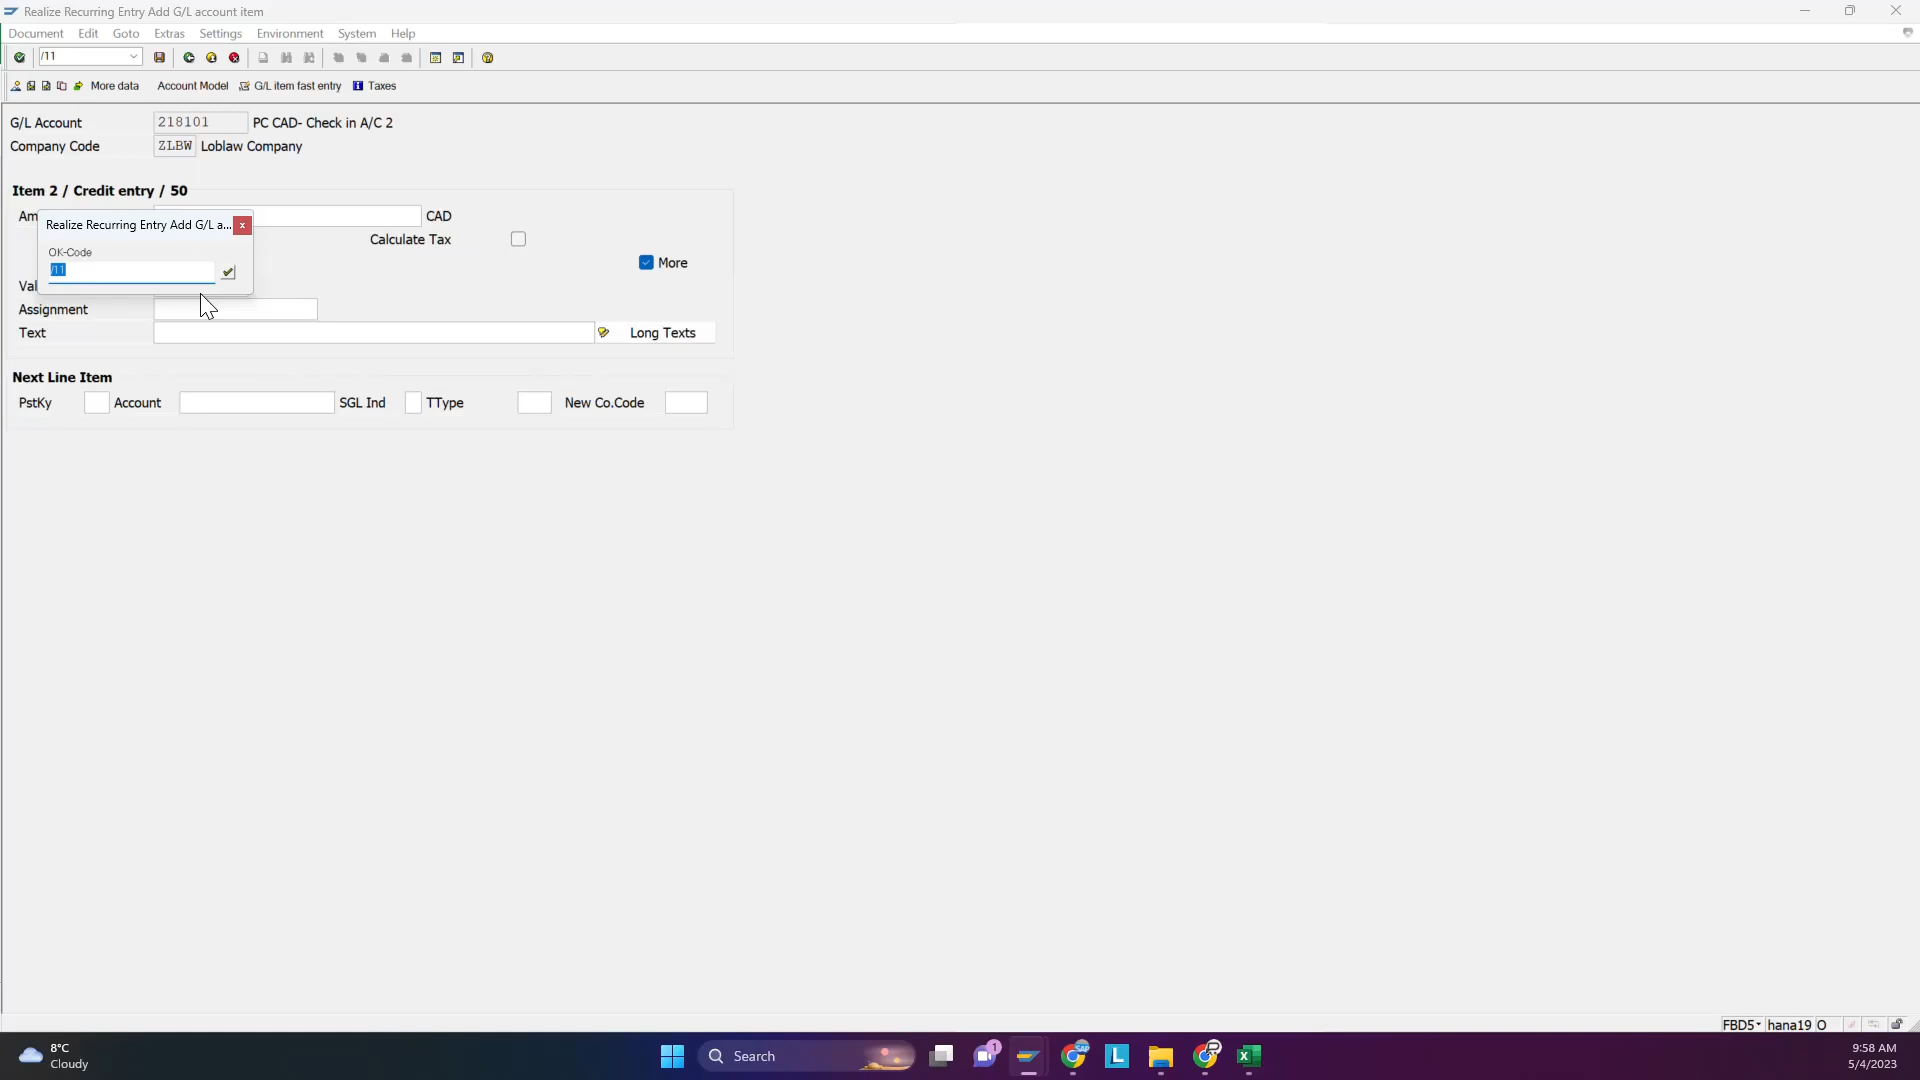 Realize Recurring Entry Add G/L account item
Document Edit Goto Extras Settings Environment System Help
/11
More data Account Model G/L item fast entry Taxes
G/L Account 218101 PC CAD- Check in A/C 2
Company Code ZLBW Loblaw Company
Item 2 / Credit entry / 50
Am CAD
Realize Recurring Entry Add G/L a...
Calculate Tax
OK-Code
More
/11
Val
Assignment
Text Long Texts
Next Line Item
PstKy Account SGL Ind TType New Co.Code
FBD5 hana19 O
8°C
Cloudy
Search
1
9:58 AM
5/4/2023